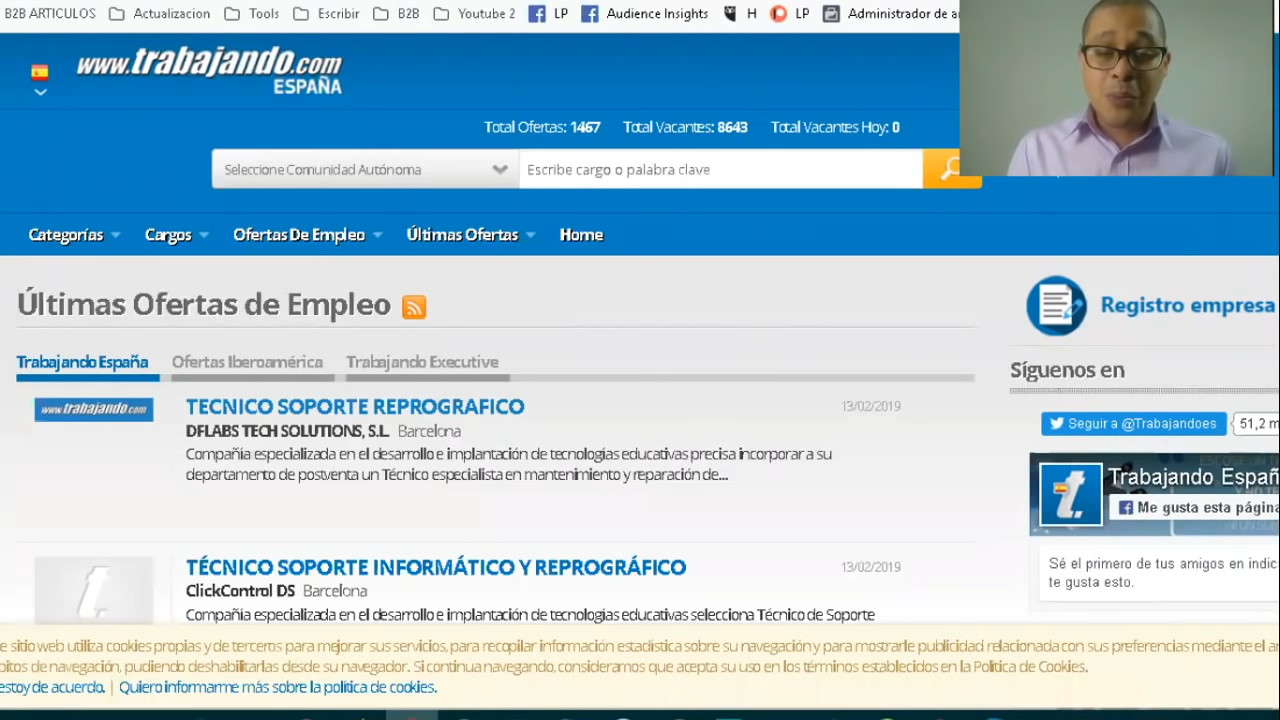 B2B ARTICULOS Actualizacion Tools Escribir B2B Youtube 2 LP Audience Insights H LP Administrador de
www.trabajando.com
ESPAÑA
Total Ofertas: 1467 Total Vacantes: 8643 Total Vacantes Hoy: 0
Seleccione Comunidad Autónoma Escribe cargo o palabra clave
Categorías Cargos Ofertas De Empleo Últimas Ofertas Home
Últimas Ofertas de Empleo
Registro empresa
Trabajando España Ofertas Iberoamérica Trabajando Executive
Síguenos en
www.trabajando.com
TECNICO SOPORTE REPROGRAFICO 13/02/2019
DFLABS TECH SOLUTIONS, S.L. Barcelona
Compañía especializada en el desarrollo e implantación de tecnologías educativas precisa incorporar a su
departamento de postventa un Técnico especialista en mantenimiento y reparación de...
Seguir a @Trabajandoes 51,2 m
Trabajando Españ
Me gusta esta página
Sé el primero de tus amigos en indic
te gusta esto.
TÉCNICO SOPORTE INFORMÁTICO Y REPROGRÁFICO 13/02/2019
ClickControl DS Barcelona
Compañía especializada en el desarrollo e implantación de tecnologías educativas selecciona Técnico de Soporte
e sitio web utiliza cookies propias y de terceros para mejorar sus servicios, para recopilar información estadística sobre su navegación y para mostrarle publicidad relacionada con sus preferencias mediante el
bitos de navegación, pudiendo deshabilitarlas desde su navegador. Si continua navegando, consideramos que acepta su uso en los términos establecidos en la Política de Cookies.
estoy de acuerdo. | Quiero informarme más sobre la política de cookies.